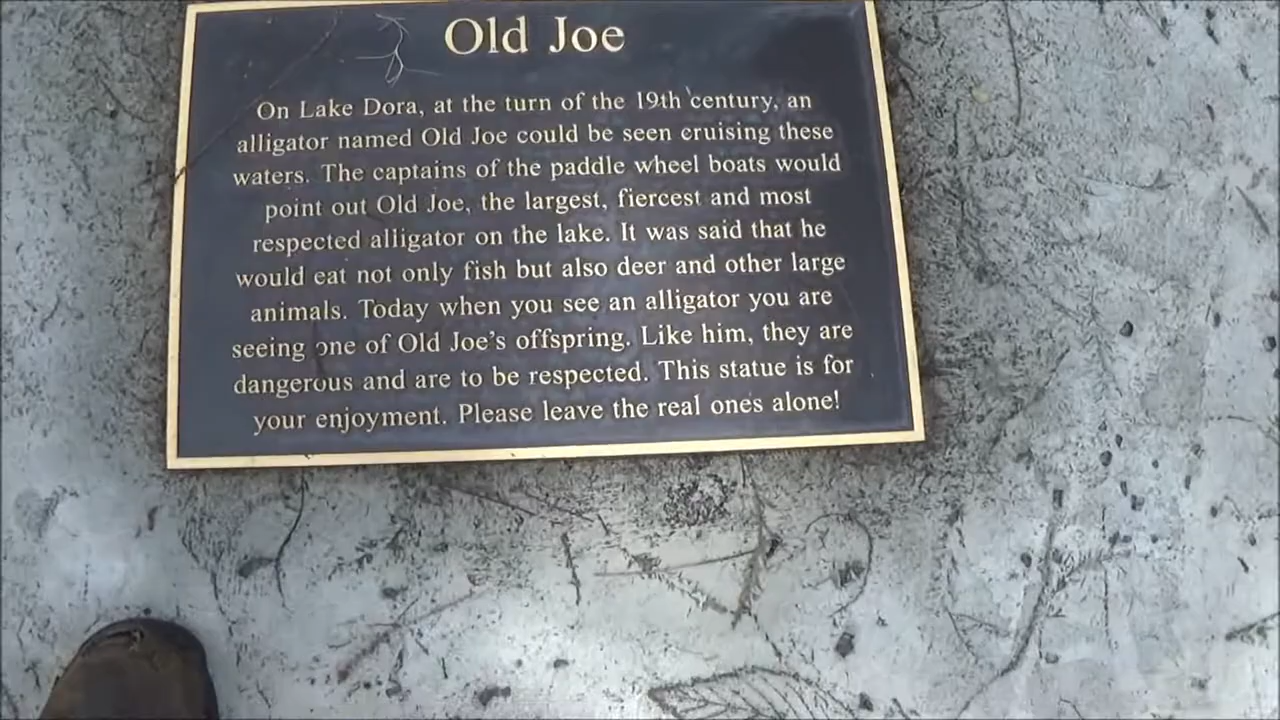 Old Joe
On Lake Dora, at the turn of the 19th century, an
alligator named Old Joe could be seen cruising these
waters. The captains of the paddle wheel boats would
point out Old Joe, the largest, fiercest and most
respected alligator on the lake. It was said that he
would eat not only fish but also deer and other large
animals. Today when you see an alligator you are
seeing one of Old Joe's offspring. Like him, they are
dangerous and are to be respected. This statue is for
your enjoyment. Please leave the real ones alone!